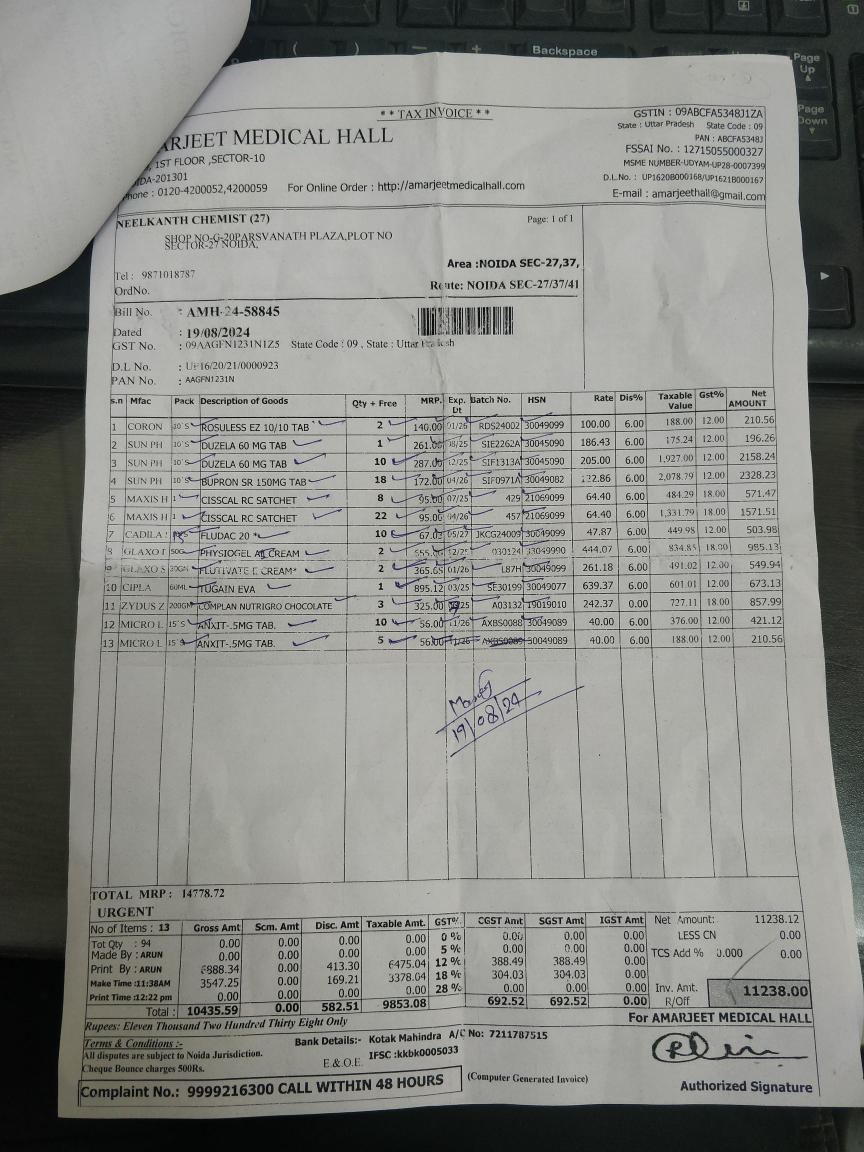 Backspace
Page Up
Page Down
* * TAX INVOICE * *
GSTIN : 09ABCFA5348J1ZA
State : Uttar Pradesh State Code : 09
PAN : ABCFA5348J
FSSAI No. : 12715055000327
MSME NUMBER-UDYAM-UP28-0007399
D.L.No. : UP1620B000168/UP1621B000167
E-mail : amarjeethall@gmail.com
ARJEET MEDICAL HALL
, 1ST FLOOR ,SECTOR-10
IDA-201301
hone : 0120-4200052,4200059 For Online Order : http://amarjeetmedicalhall.com
NEELKANTH CHEMIST (27) Page: 1 of 1
SHOP NO-G-20PARSVANATH PLAZA,PLOT NO
SECTOR-27 NOIDA,
Area :NOIDA SEC-27,37,
Tel : 9871018787
OrdNo. Route: NOIDA SEC-27/37/41
Bill No. : AMH-24-58845
Dated : 19/08/2024
GST No. : 09AAGFN1231N1Z5 State Code : 09 , State : Uttar Pradesh
D.L No. : UP16/20/21/0000923
PAN No. : AAGFN1231N
s.n Mfac Pack Description of Goods Qty + Free MRP. Exp. Dt Batch No. HSN Rate Dis% Taxable Value Gst% Net AMOUNT
1 CORON 10`S ROSULESS EZ 10/10 TAB 2 140.00 01/26 RDS24002 30049099 100.00 6.00 188.00 12.00 210.56
2 SUN PH 10`S DUZELA 60 MG TAB 1 261.00 08/25 SIE2262A 30045090 186.43 6.00 175.24 12.00 196.26
3 SUN PH 10`S DUZELA 60 MG TAB 10 287.00 12/25 SIF1313A 30045090 205.00 6.00 1,927.00 12.00 2158.24
4 SUN PH 10`S BUPRON SR 150MG TAB 18 172.00 04/26 SIF0971A 30049082 122.86 6.00 2,078.79 12.00 2328.23
5 MAXIS H 1 CISSCAL RC SATCHET 8 95.00 07/25 429 21069099 64.40 6.00 484.29 18.00 571.47
6 MAXIS H 1 CISSCAL RC SATCHET 22 95.00 04/26 457 21069099 64.40 6.00 1,331.79 18.00 1571.51
7 CADILA FLUDAC 20 10 67.02 05/27 JKCG24009 30049099 47.87 6.00 449.98 12.00 503.98
8 GLAXO 50G PHYSIOGEL AI CREAM 2 555. 12/25 030124 33049990 444.07 6.00 834.85 18.00 985.13
9 GLAXO S 30GM FLUTIVATE E CREAM* 2 365.65 01/26 L87H 30049099 261.18 6.00 491.02 12.00 549.94
10 CIPLA 60ML TUGAIN EVA 1 895.12 03/25 SE30199 30049077 639.37 6.00 601.01 12.00 673.13
11 ZYDUS Z 200GM COMPLAN NUTRIGRO CHOCOLATE 3 325.00 /25 A03132 19019010 242.37 0.00 727.11 18.00 857.99
12 MICRO L 15`S ANXIT-.5MG TAB. 10 56.00 11/26 AXBS0088 30049089 40.00 6.00 376.00 12.00 421.12
13 MICRO L 15`S ANXIT-.5MG TAB. 5 56.00 11/26 AXBS0089 30049089 40.00 6.00 188.00 12.00 210.56
19/08/24
TOTAL MRP : 14778.72
URGENT
No of Items : 13 Gross Amt Scm. Amt Disc. Amt Taxable Amt. GST% CGST Amt SGST Amt IGST Amt Net Amount: 11238.12
Tot Qty : 94 0.00 0.00 0.00 0.00 0 % 0.00 0.00 0.00 LESS CN 0.00
Made By : ARUN 0.00 0.00 0.00 0.00 5 % 0.00 0.00 0.00 TCS Add % 0.000 0.00
Print By : ARUN 6888.34 0.00 413.30 6475.04 12 % 388.49 388.49 0.00
Make Time :11:38AM 3547.25 0.00 169.21 3378.04 18 % 304.03 304.03 0.00
Print Time :12:22 pm 0.00 0.00 0.00 0.00 28 % Inv. Amt. 11238.00
Total : 10435.59 0.00 582.51 9853.08 692.52 692.52 0.00 R/Off
Rupees: Eleven Thousand Two Hundred Thirty Eight Only For AMARJEET MEDICAL HALL
Terms & Conditions :- Bank Details:- Kotak Mahindra A/C No: 7211787515
All disputes are subject to Noida Jurisdiction. E.& O.E. IFSC :kkbk0005033
Cheque Bounce charges 500Rs.
Complaint No.: 9999216300 CALL WITHIN 48 HOURS (Computer Generated Invoice)
Authorized Signature